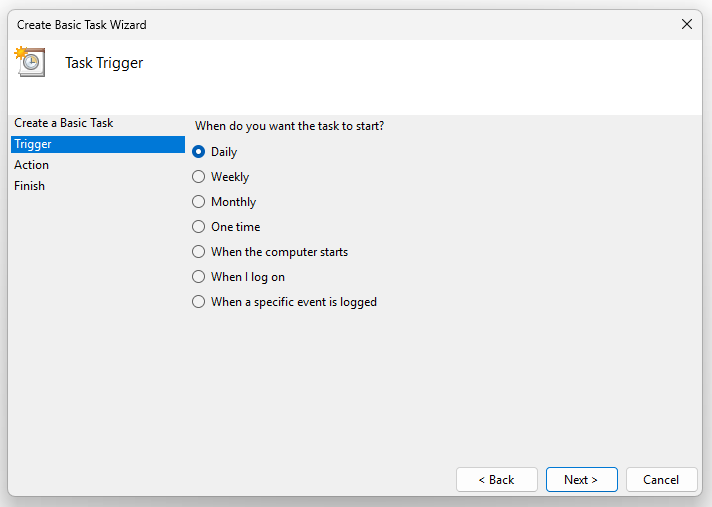 Create Basic Task Wizard
Task Trigger
Create a Basic Task
Trigger
Action
Finish
When do you want the task to start?
Daily
Weekly
Monthly
One time
When the computer starts
When I log on
When a specific event is logged
< Back
Next >
Cancel